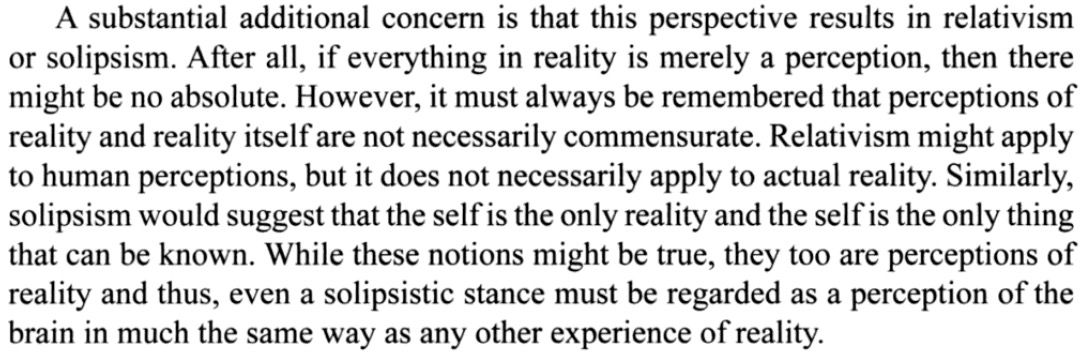 A substantial additional concern is that this perspective results in relativism
or solipsism. After all, if everything in reality is merely a perception, then there
might be no absolute. However, it must always be remembered that perceptions of
reality and reality itself are not necessarily commensurate. Relativism might apply
to human perceptions, but it does not necessarily apply to actual reality. Similarly,
solipsism would suggest that the self is the only reality and the self is the only thing
that can be known. While these notions might be true, they too are perceptions of
reality and thus, even a solipsistic stance must be regarded as a perception of the
brain in much the same way as any other experience of reality.